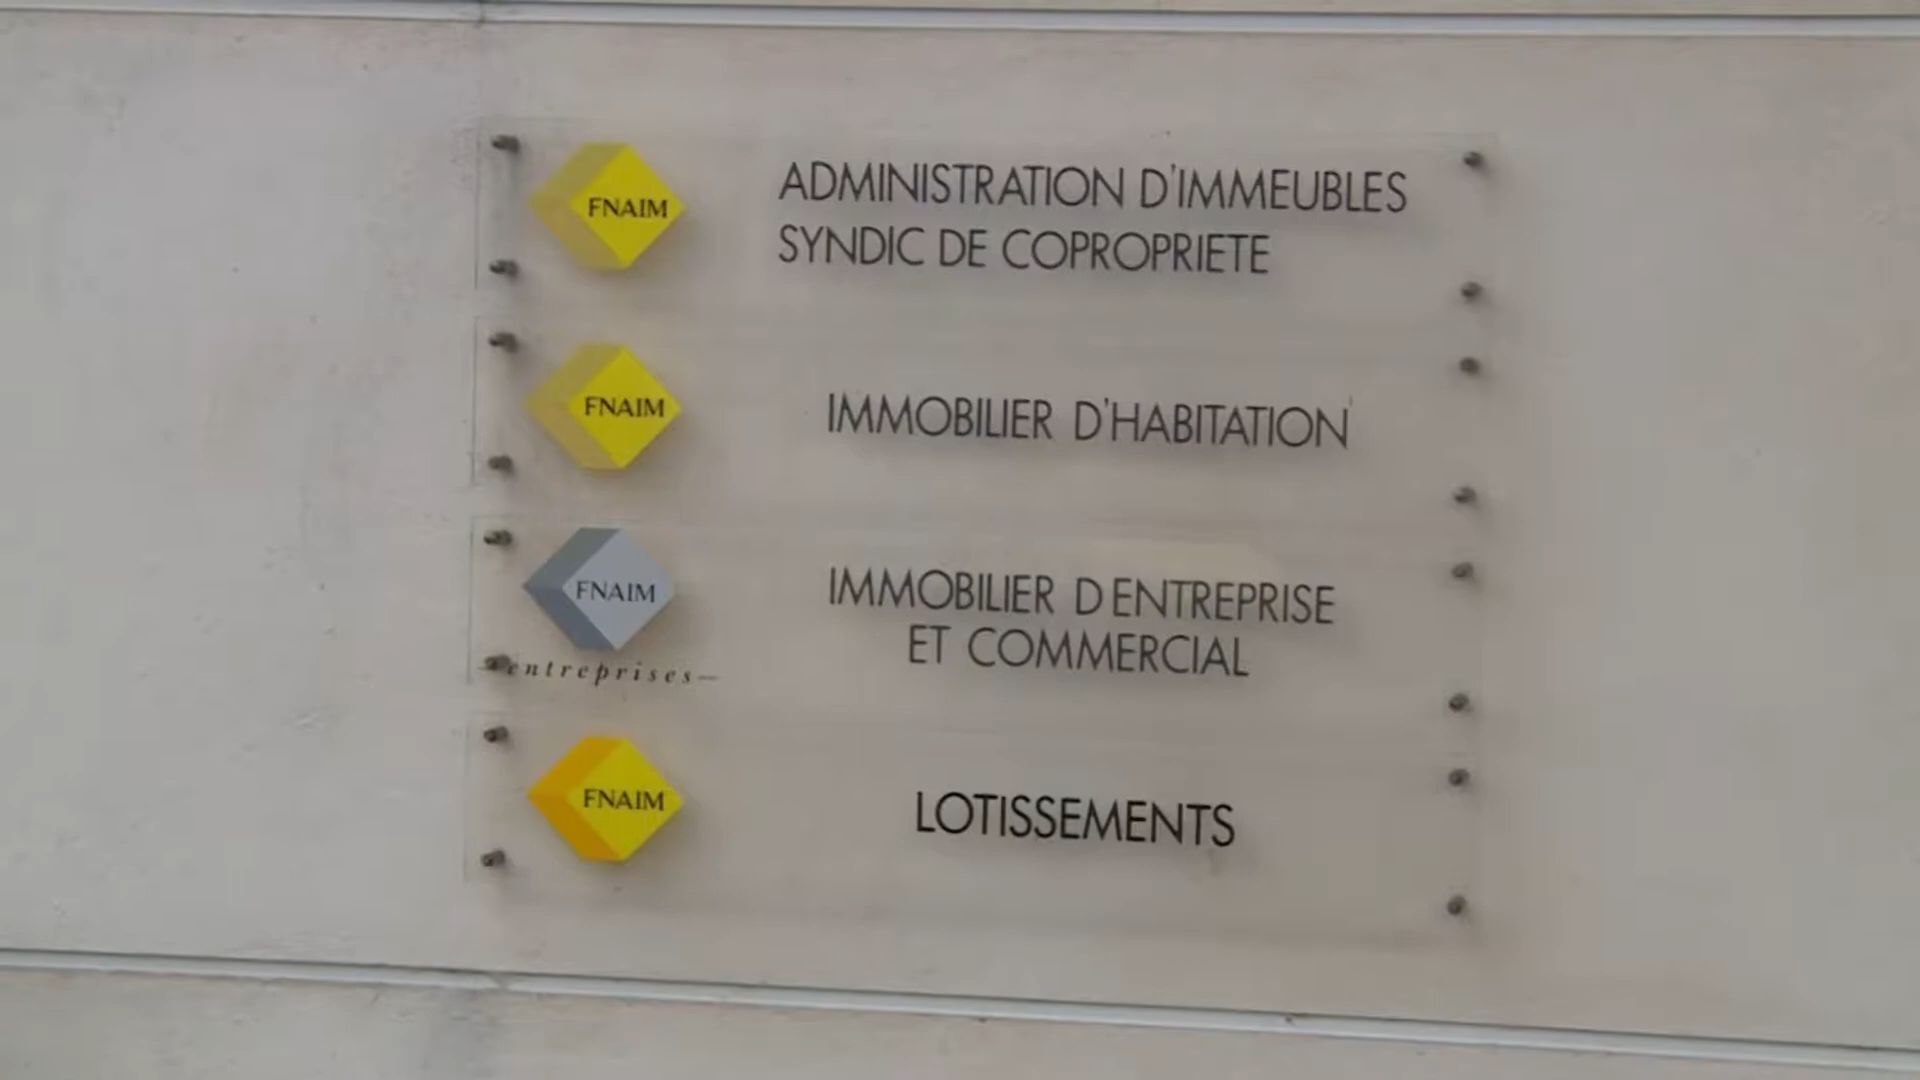 FNAIM
ADMINISTRATION D'IMMEUBLES
SYNDIC DE COPROPRIETE
FNAIM
IMMOBILIER D'HABITATION
FNAIM
entreprises
IMMOBILIER D ENTREPRISE
ET COMMERCIAL
FNAIM
LOTISSEMENTS